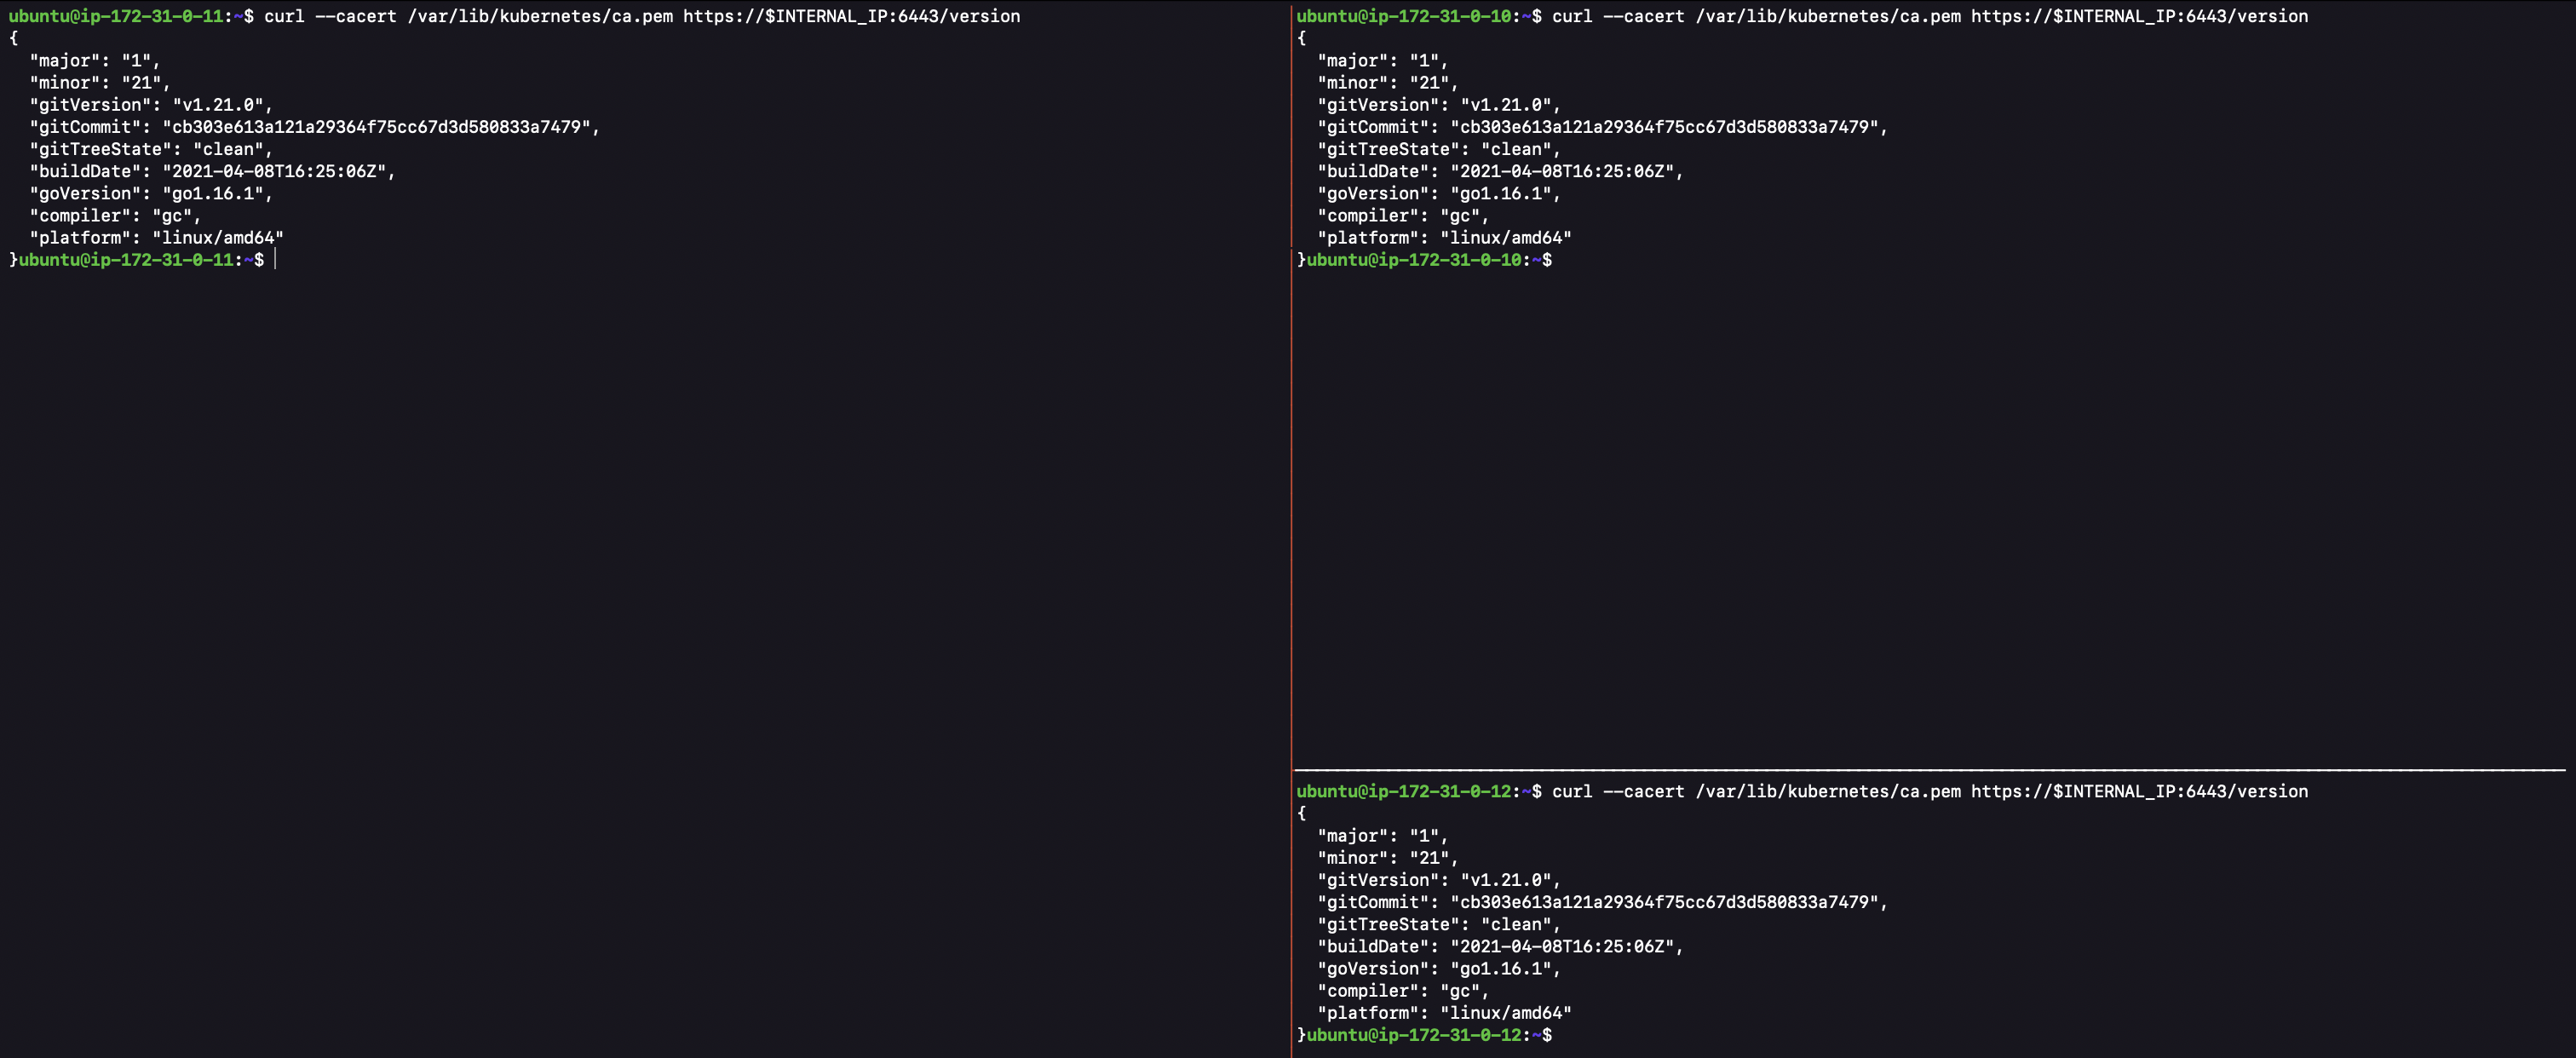 ubuntu@ip-172-31-0-11:~$ curl --cacert /var/lib/kubernetes/ca.pem https://$INTERNAL_IP:6443/version
{
  "major": "1",
  "minor": "21",
  "gitVersion": "v1.21.0",
  "gitCommit": "cb303e613a121a29364f75cc67d3d580833a7479",
  "gitTreeState": "clean",
  "buildDate": "2021-04-08T16:25:06Z",
  "goVersion": "go1.16.1",
  "compiler": "gc",
  "platform": "linux/amd64"
}ubuntu@ip-172-31-0-11:~$
ubuntu@ip-172-31-0-10:~$ curl --cacert /var/lib/kubernetes/ca.pem https://$INTERNAL_IP:6443/version
{
  "major": "1",
  "minor": "21",
  "gitVersion": "v1.21.0",
  "gitCommit": "cb303e613a121a29364f75cc67d3d580833a7479",
  "gitTreeState": "clean",
  "buildDate": "2021-04-08T16:25:06Z",
  "goVersion": "go1.16.1",
  "compiler": "gc",
  "platform": "linux/amd64"
}ubuntu@ip-172-31-0-10:~$
ubuntu@ip-172-31-0-12:~$ curl --cacert /var/lib/kubernetes/ca.pem https://$INTERNAL_IP:6443/version
{
  "major": "1",
  "minor": "21",
  "gitVersion": "v1.21.0",
  "gitCommit": "cb303e613a121a29364f75cc67d3d580833a7479",
  "gitTreeState": "clean",
  "buildDate": "2021-04-08T16:25:06Z",
  "goVersion": "go1.16.1",
  "compiler": "gc",
  "platform": "linux/amd64"
}ubuntu@ip-172-31-0-12:~$